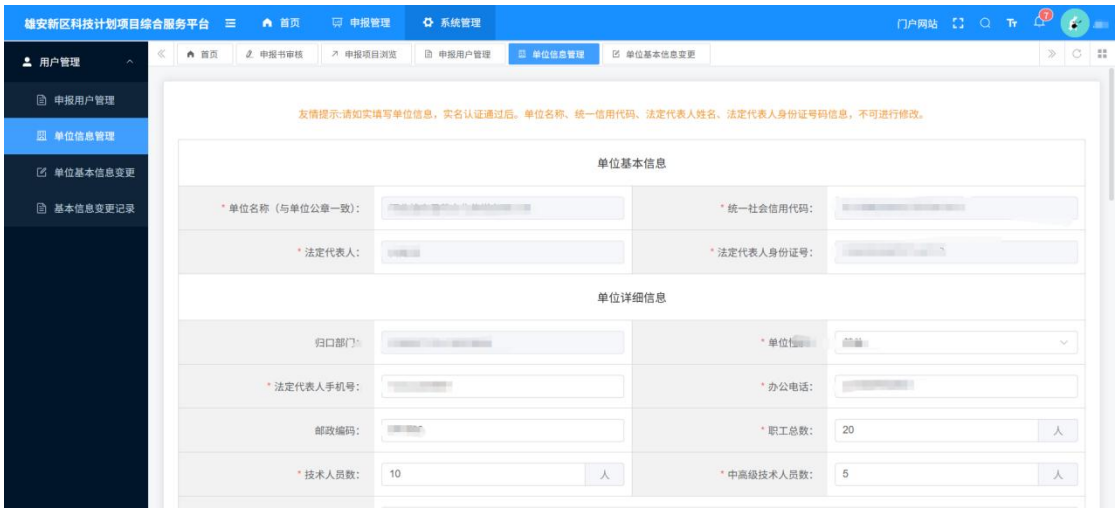 雄安新区科技计划项目综合服务平台 首页 申报管理 系统管理 门户网站 Tт 7
用户管理 首页 申报书审核 申报项目浏览 申报用户管理 单位信息管理 单位基本信息变更
申报用户管理
单位信息管理
单位基本信息变更
基本信息变更记录
友情提示:请如实填写单位信息，实名认证通过后。单位名称、统一信用代码、法定代表人姓名、法定代表人身份证号码信息，不可进行修改。
单位基本信息
* 单位名称（与单位公章一致）: * 统一社会信用代码:
* 法定代表人: * 法定代表人身份证号:
单位详细信息
归口部门: * 单位
* 法定代表人手机号: * 办公电话:
邮政编码: * 职工总数: 20 人
* 技术人员数: 10 人 * 中高级技术人员数: 5 人